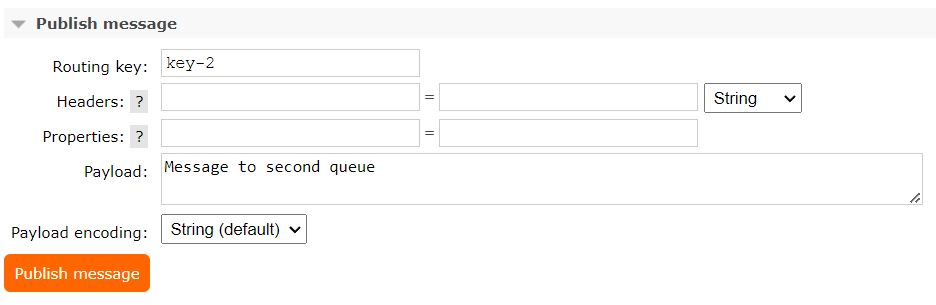 Publish message
Routing key: key-2
Headers: ? = String
Properties: ? =
Payload: Message to second queue
Payload encoding: String (default)
Publish message